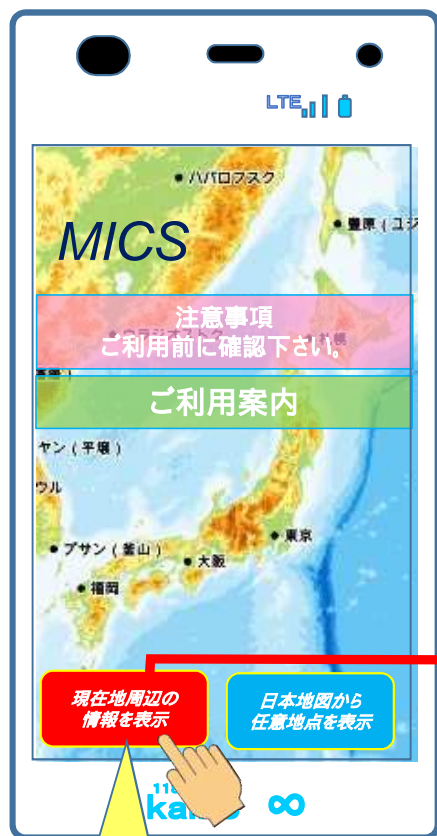 LTE
ハバロフスク
MICS
豊原(ユジ
注意事項
ご利用前に確認下さい。
札幌
ご利用案内
ヤン(平壌)
ウル
プサン(釜山)
東京
大阪
福岡
現在地周辺の
情報を表示
日本地図から
任意地点を表示
118